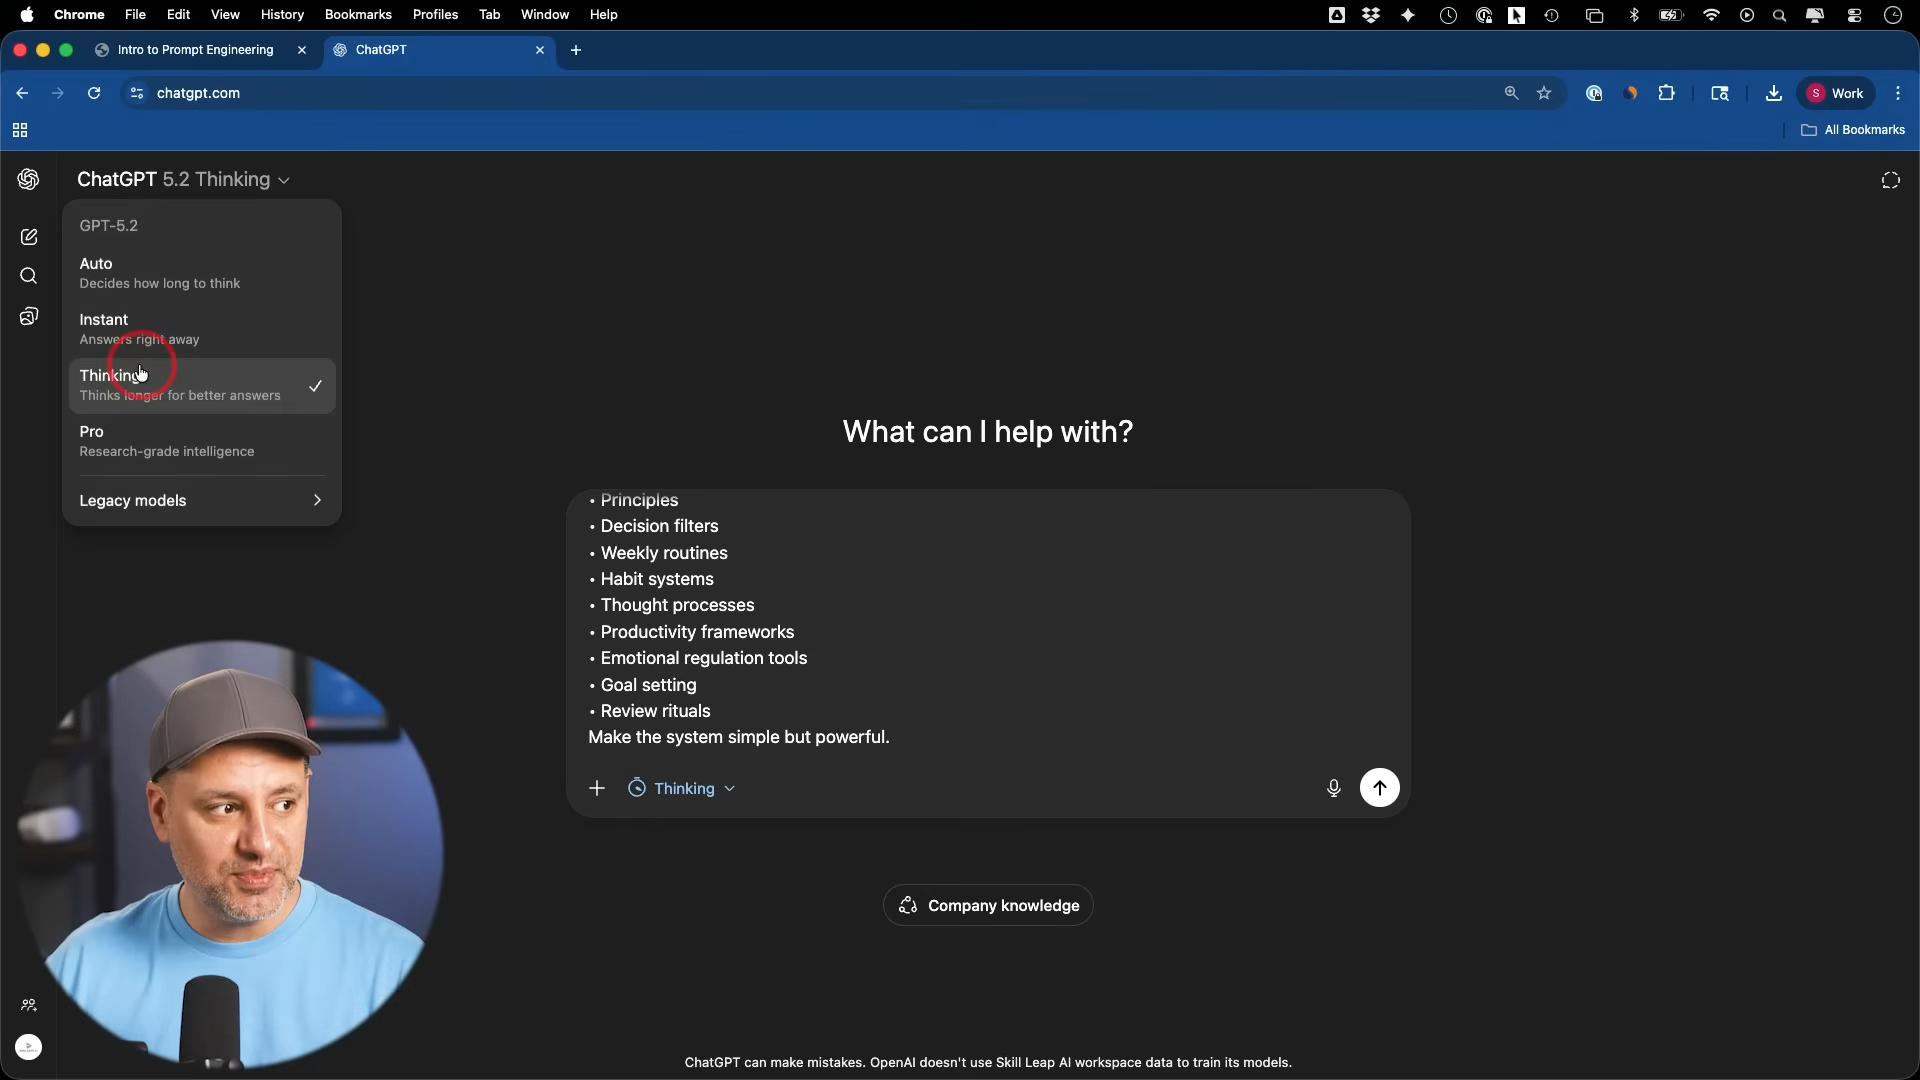 Chrome File Edit View History Bookmarks Profiles Tab Window Help
Intro to Prompt Engineering
ChatGPT
chatgpt.com
S Work
All Bookmarks
ChatGPT 5.2 Thinking
GPT-5.2
Auto
Decides how long to think
Instant
Answers right away
Thinking
Thinks longer for better answers
Pro
Research-grade intelligence
Legacy models
What can I help with?
• Principles
• Decision filters
• Weekly routines
• Habit systems
• Thought processes
• Productivity frameworks
• Emotional regulation tools
• Goal setting
• Review rituals
Make the system simple but powerful.
Thinking
Company knowledge
ChatGPT can make mistakes. OpenAI doesn't use Skill Leap AI workspace data to train its models.